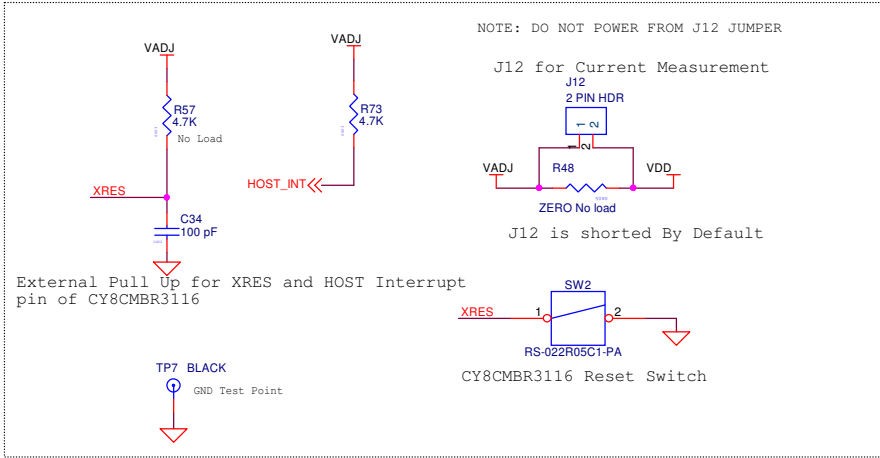 NOTE: DO NOT POWER FROM J12 JUMPER
VADJ
VADJ
J12 for Current Measurement
J12
2 PIN HDR
R57
4.7K
No Load
R73
4.7K
1
2
1
2
VADJ
R48
VDD
HOST_INT
XRES
ZERO No load
C34
100 pF
J12 is shorted By Default
External Pull Up for XRES and HOST Interrupt
pin of CY8CMBR3116
SW2
XRES
1
2
RS-022R05C1-PA
TP7 BLACK
CY8CMBR3116 Reset Switch
GND Test Point